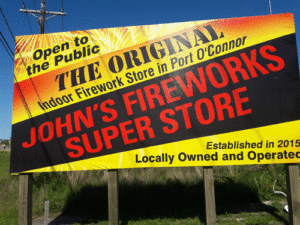 Open to
the Public
THE ORIGINAL
Indoor Firework Store in Port O'Connor
JOHN'S FIREWORKS
SUPER STORE
Established in 2015
Locally Owned and Operated